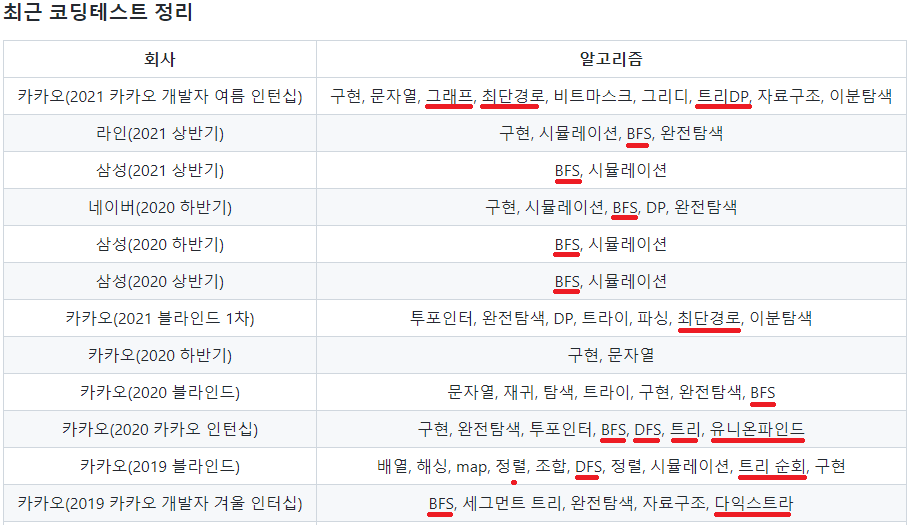 최근 코딩테스트 정리
회사 알고리즘
카카오(2021 카카오 개발자 여름 인턴십) 구현, 문자열, 그래프, 최단경로, 비트마스크, 그리디, 트리DP, 자료구조, 이분탐색
라인(2021 상반기) 구현, 시뮬레이션, BFS, 완전탐색
삼성(2021 상반기) BFS, 시뮬레이션
네이버(2020 하반기) 구현, 시뮬레이션, BFS, DP, 완전탐색
삼성(2020 하반기) BFS, 시뮬레이션
삼성(2020 상반기) BFS, 시뮬레이션
카카오(2021 블라인드 1차) 투포인터, 완전탐색, DP, 트라이, 파싱, 최단경로, 이분탐색
카카오(2020 하반기) 구현, 문자열
카카오(2020 블라인드) 문자열, 재귀, 탐색, 트라이, 구현, 완전탐색, BFS
카카오(2020 카카오 인턴십) 구현, 완전탐색, 투포인터, BFS, DFS, 트리, 유니온파인드
카카오(2019 블라인드) 배열, 해싱, map, 정렬, 조합, DFS, 정렬, 시뮬레이션, 트리 순회, 구현
카카오(2019 카카오 개발자 겨울 인터십) BFS, 세그먼트 트리, 완전탐색, 자료구조, 다익스트라